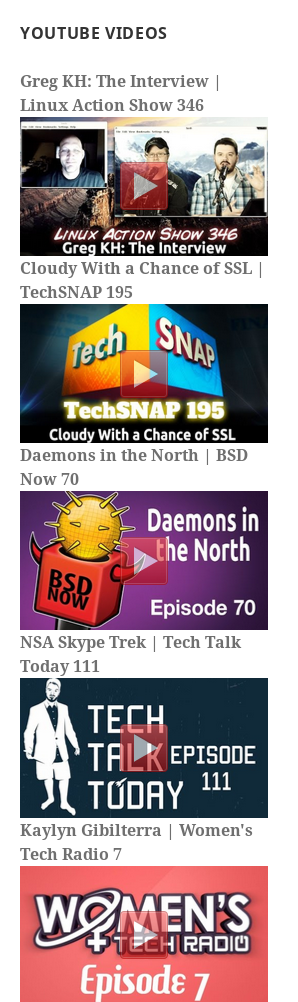 YOUTUBE VIDEOS
Greg KH: The Interview |
Linux Action Show 346
LINUX ACTION SHOW 346
Greg KH: The Interview
Cloudy With a Chance of SSL |
TechSNAP 195
Tech SNAP
TechSNAP 195
Cloudy With a Chance of SSL
Daemons in the North | BSD
Now 70
Daemons in
the North
BSD
NOW
Episode 70
NSA Skype Trek | Tech Talk
Today 111
TECH
TALK EPISODE
111
TODAY
Kaylyn Gibilterra | Women's
Tech Radio 7
WOMEN'S
TECH RADIO
Episode 7